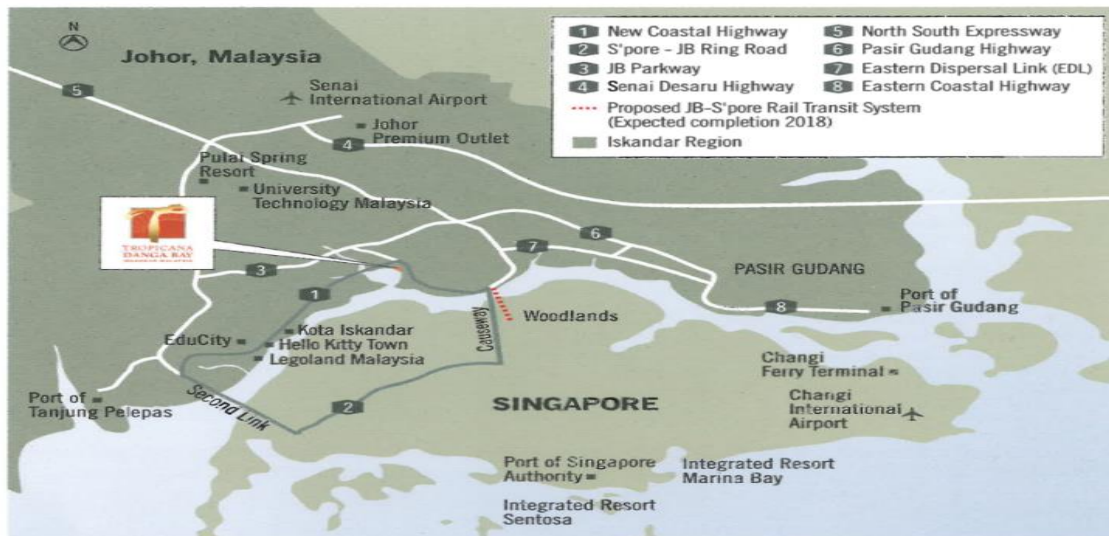 N
Johor, Malaysia
1 New Coastal Highway
2 S'pore - JB Ring Road
3 JB Parkway
4 Senai Desaru Highway
5 North South Expressway
6 Pasir Gudang Highway
7 Eastern Dispersal Link (EDL)
8 Eastern Coastal Highway
Proposed JB-S'pore Rail Transit System
(Expected completion 2018)
Iskandar Region
5
Senai
International Airport
Johor
Premium Outlet
4
Pulai Spring
Resort
University
Technology Malaysia
TROPICANA
DANGA BAY
6
7
3
1
PASIR GUDANG
8
Port of
Pasir Gudang
Woodlands
Causeway
Kota Iskandar
EduCity
Hello Kitty Town
Legoland Malaysia
Port of
Tanjung Pelepas
Second Link
2
SINGAPORE
Changi
Ferry Terminal
Changi
International
Airport
Port of Singapore
Authority
Integrated Resort
Marina Bay
Integrated Resort
Sentosa